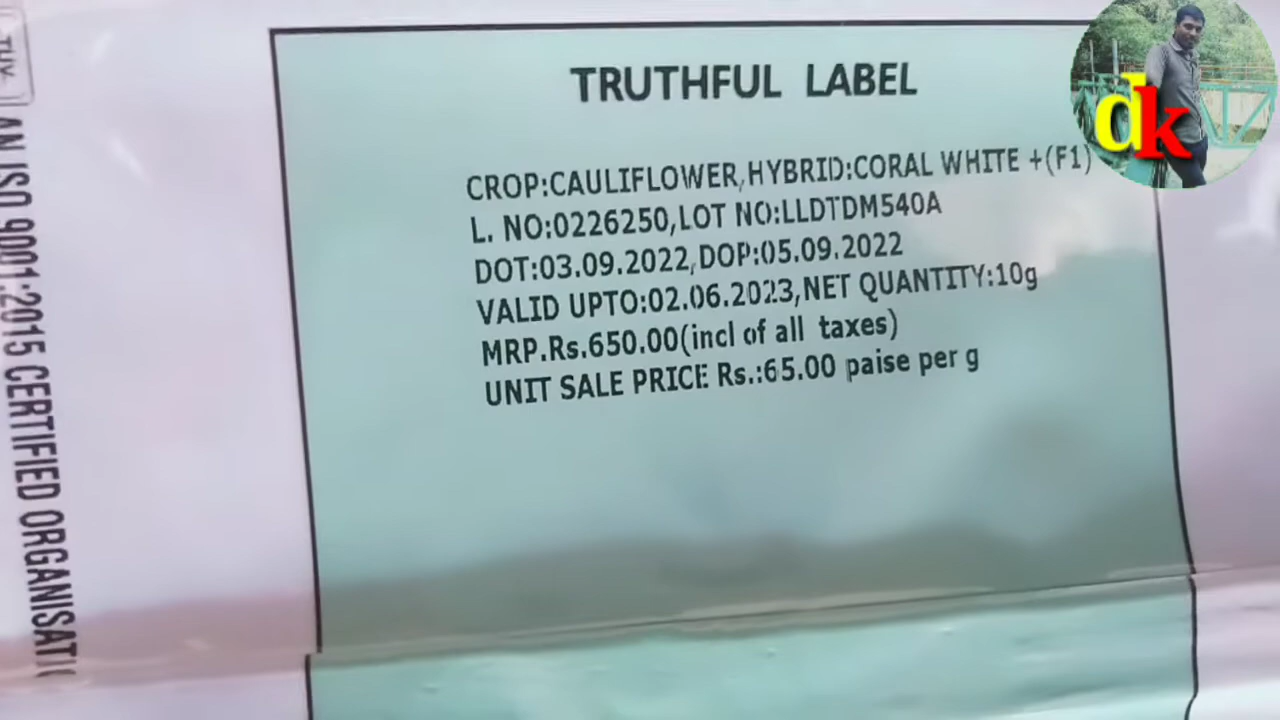 TRUTHFUL LABEL
CROP:CAULIFLOWER,HYBRID:CORAL WHITE +(F1)
L. NO:0226250,LOT NO:LLDTDM540A
DOT:03.09.2022,DOP:05.09.2022
VALID UPTO:02.06.2023,NET QUANTITY:10g
MRP.Rs.650.00(incl of all taxes)
UNIT SALE PRICE Rs.:65.00 paise per g
AN ISO 9001:2015 CERTIFIED
dk